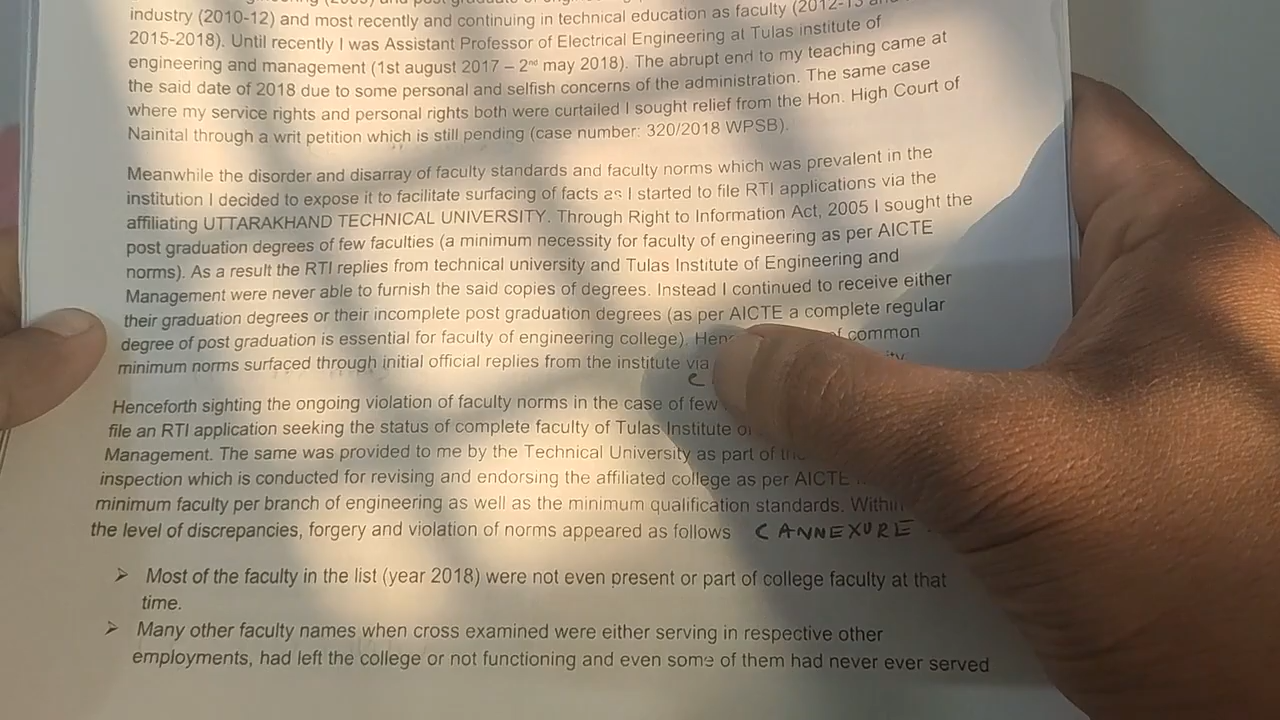 industry (2010-12) and most recently and continuing in technical education as faculty (2012-13 and
2015-2018). Until recently I was Assistant Professor of Electrical Engineering at Tulas institute of
engineering and management (1st august 2017 – 2nd may 2018). The abrupt end to my teaching came at
the said date of 2018 due to some personal and selfish concerns of the administration. The same case
where my service rights and personal rights both were curtailed I sought relief from the Hon. High Court of
Nainital through a writ petition which is still pending (case number: 320/2018 WPSB).
Meanwhile the disorder and disarray of faculty standards and faculty norms which was prevalent in the
institution I decided to expose it to facilitate surfacing of facts as I started to file RTI applications via the
affiliating UTTARAKHAND TECHNICAL UNIVERSITY. Through Right to Information Act, 2005 I sought the
post graduation degrees of few faculties (a minimum necessity for faculty of engineering as per AICTE
norms). As a result the RTI replies from technical university and Tulas Institute of Engineering and
Management were never able to furnish the said copies of degrees. Instead I continued to receive either
their graduation degrees or their incomplete post graduation degrees (as per AICTE a complete regular
degree of post graduation is essential for faculty of engineering college). common
minimum norms surfaced through initial official replies from the institute via
Henceforth sighting the ongoing violation of faculty norms in the case of few
file an RTI application seeking the status of complete faculty of Tulas Institute
Management. The same was provided to me by the Technical University as part of
inspection which is conducted for revising and endorsing the affiliated college as per AICTE
minimum faculty per branch of engineering as well as the minimum qualification standards. Within
the level of discrepancies, forgery and violation of norms appeared as follows (ANNEXURE
➢ Most of the faculty in the list (year 2018) were not even present or part of college faculty at that
time.
➢ Many other faculty names when cross examined were either serving in respective other
employments, had left the college or not functioning and even some of them had never ever served